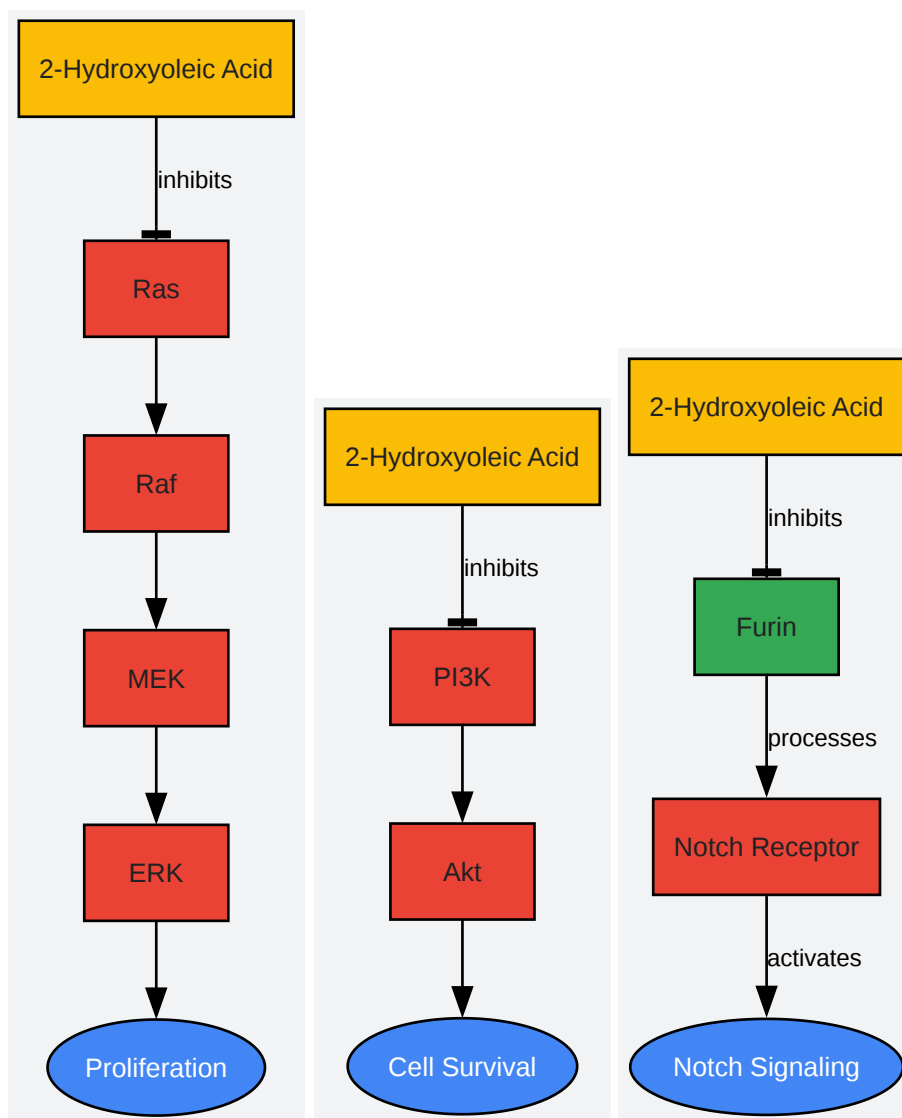 2-Hydroxyoleic Acid
inhibits
Ras
Raf
MEK
ERK
Proliferation
2-Hydroxyoleic Acid
inhibits
PI3K
Akt
Cell Survival
2-Hydroxyoleic Acid
inhibits
Furin
processes
Notch Receptor
activates
Notch Signaling